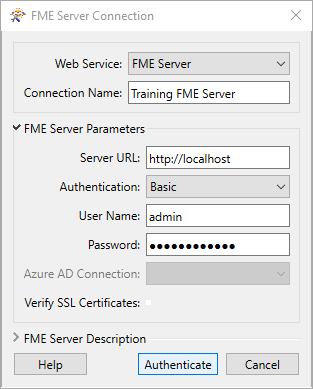 FME Server Connection
Web Service: FME Server
Connection Name: Training FME Server
FME Server Parameters
Server URL: http://localhost
Authentication: Basic
User Name: admin
Password: ●●●●●●●●●●●●
Azure AD Connection:
Verify SSL Certificates:
FME Server Description
Help Authenticate Cancel